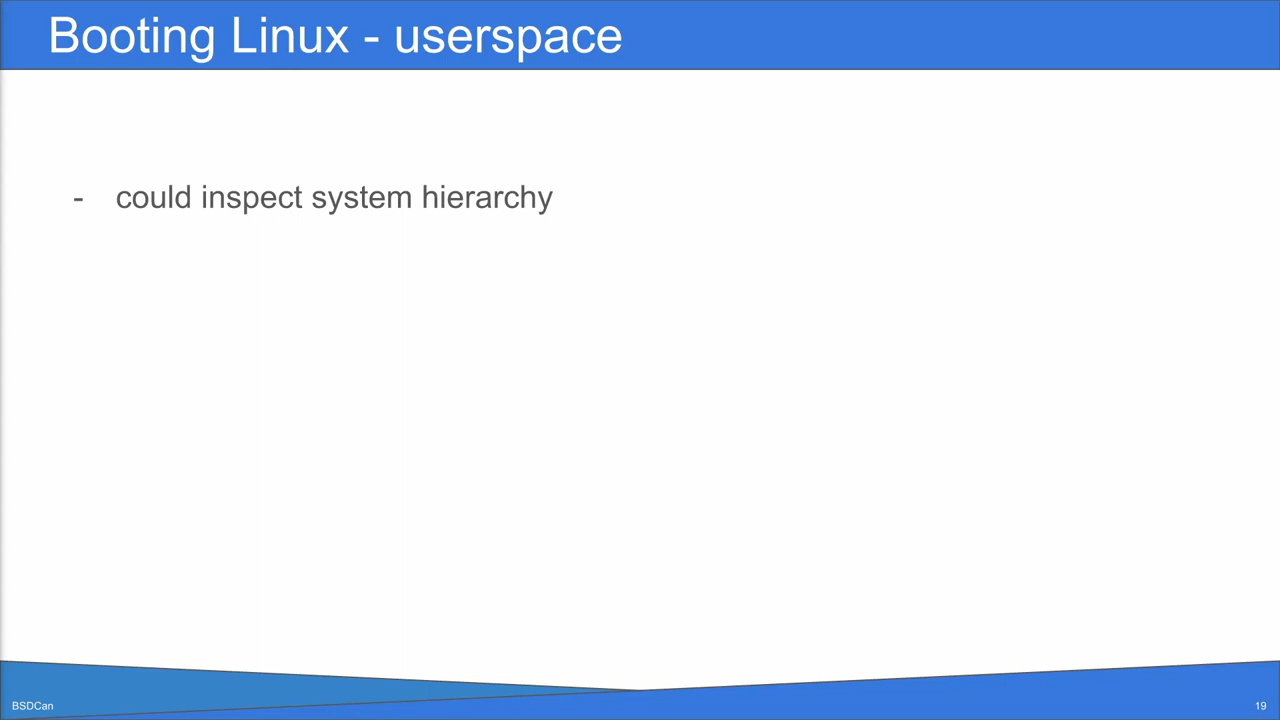 Booting Linux - userspace
- could inspect system hierarchy
BSDCan
19